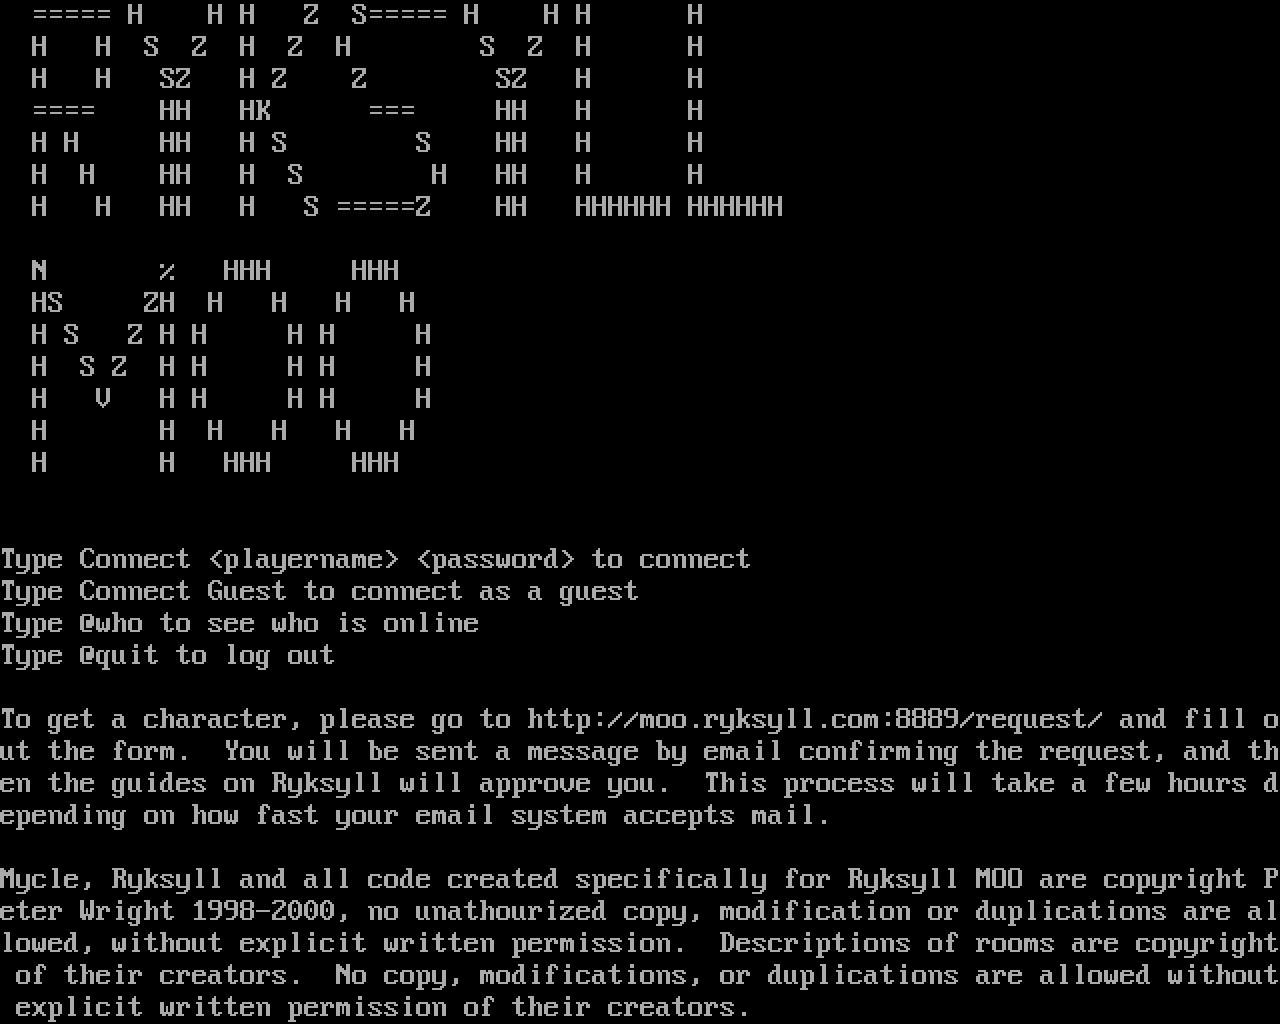 ===== H    H H   Z  S===== H    H H      H
  H   H  S  Z  H  Z  H        S  Z  H      H
  H   H   SZ   H Z    Z        SZ   H      H
  ====    HH   HK      ===     HH   H      H
  H H     HH   H S        S    HH   H      H
  H  H    HH   H  S        H   HH   H      H
  H   H   HH   H   S =====Z    HH   HHHHHH HHHHHH
  N       %   HHH     HHH
  HS     ZH  H   H   H   H
  H S   Z H H     H H     H
  H  S Z  H H     H H     H
  H   V   H H     H H     H
  H       H  H   H   H   H
  H       H   HHH     HHH
Type Connect <playername> <password> to connect
Type Connect Guest to connect as a guest
Type @who to see who is online
Type @quit to log out
To get a character, please go to http://moo.ryksyll.com:8889/request/ and fill o
ut the form.  You will be sent a message by email confirming the request, and th
en the guides on Ryksyll will approve you.  This process will take a few hours d
epending on how fast your email system accepts mail.
Mycle, Ryksyll and all code created specifically for Ryksyll MOO are copyright P
eter Wright 1998-2000, no unathourized copy, modification or duplications are al
lowed, without explicit written permission.  Descriptions of rooms are copyright
 of their creators.  No copy, modifications, or duplications are allowed without
 explicit written permission of their creators.